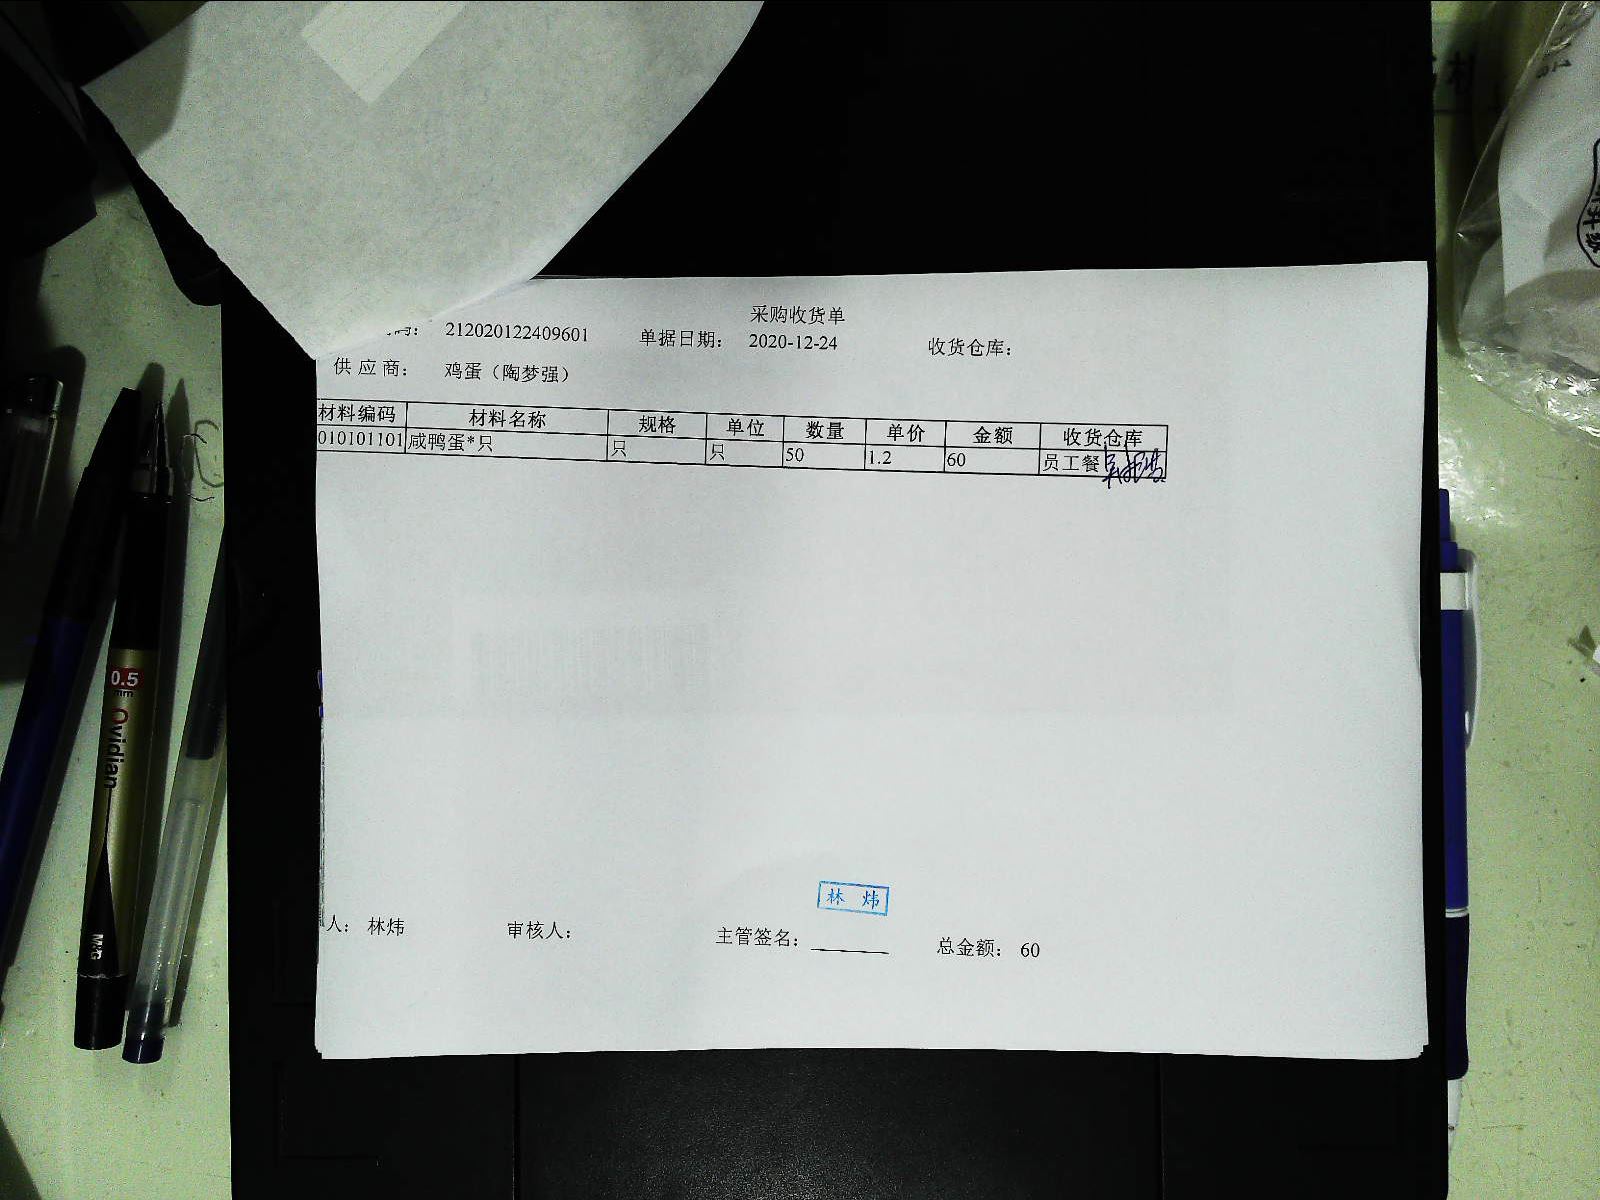 采购收货单
码： 212020122409601 单据日期： 2020-12-24 收货仓库：
供 应 商： 鸡蛋（陶梦强）
材料编码 材料名称 规格 单位 数量 单价 金额 收货仓库
010101101 咸鸭蛋*只 只 只 50 1.2 60 员工餐
林 炜
人： 林炜 审核人： 主管签名： 总金额： 60
0.5
mm
Ovidian
M&G